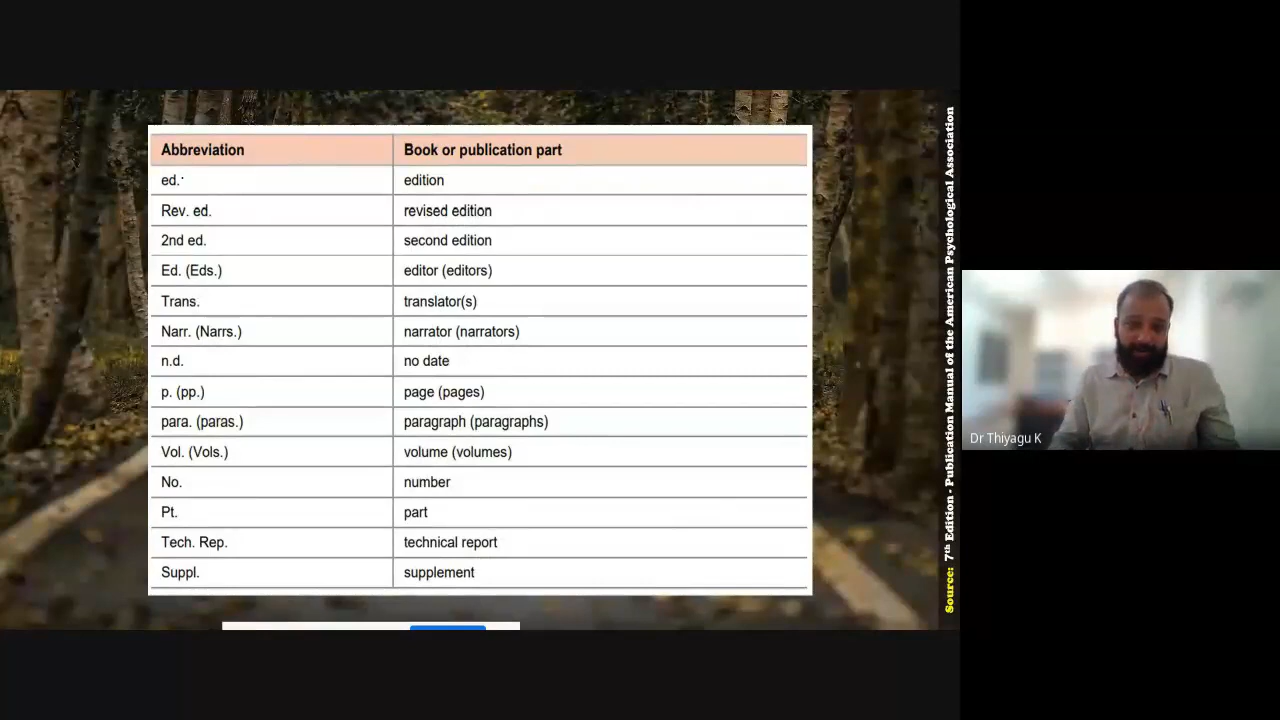 Abbreviation Book or publication part
ed. edition
Rev. ed. revised edition
2nd ed. second edition
Ed. (Eds.) editor (editors)
Trans. translator(s)
Narr. (Narrs.) narrator (narrators)
n.d. no date
p. (pp.) page (pages)
para. (paras.) paragraph (paragraphs)
Vol. (Vols.) volume (volumes)
No. number
Pt. part
Tech. Rep. technical report
Suppl. supplement
Source: 7th Edition - Publication Manual of the American Psychological Association
Dr Thiyagu K